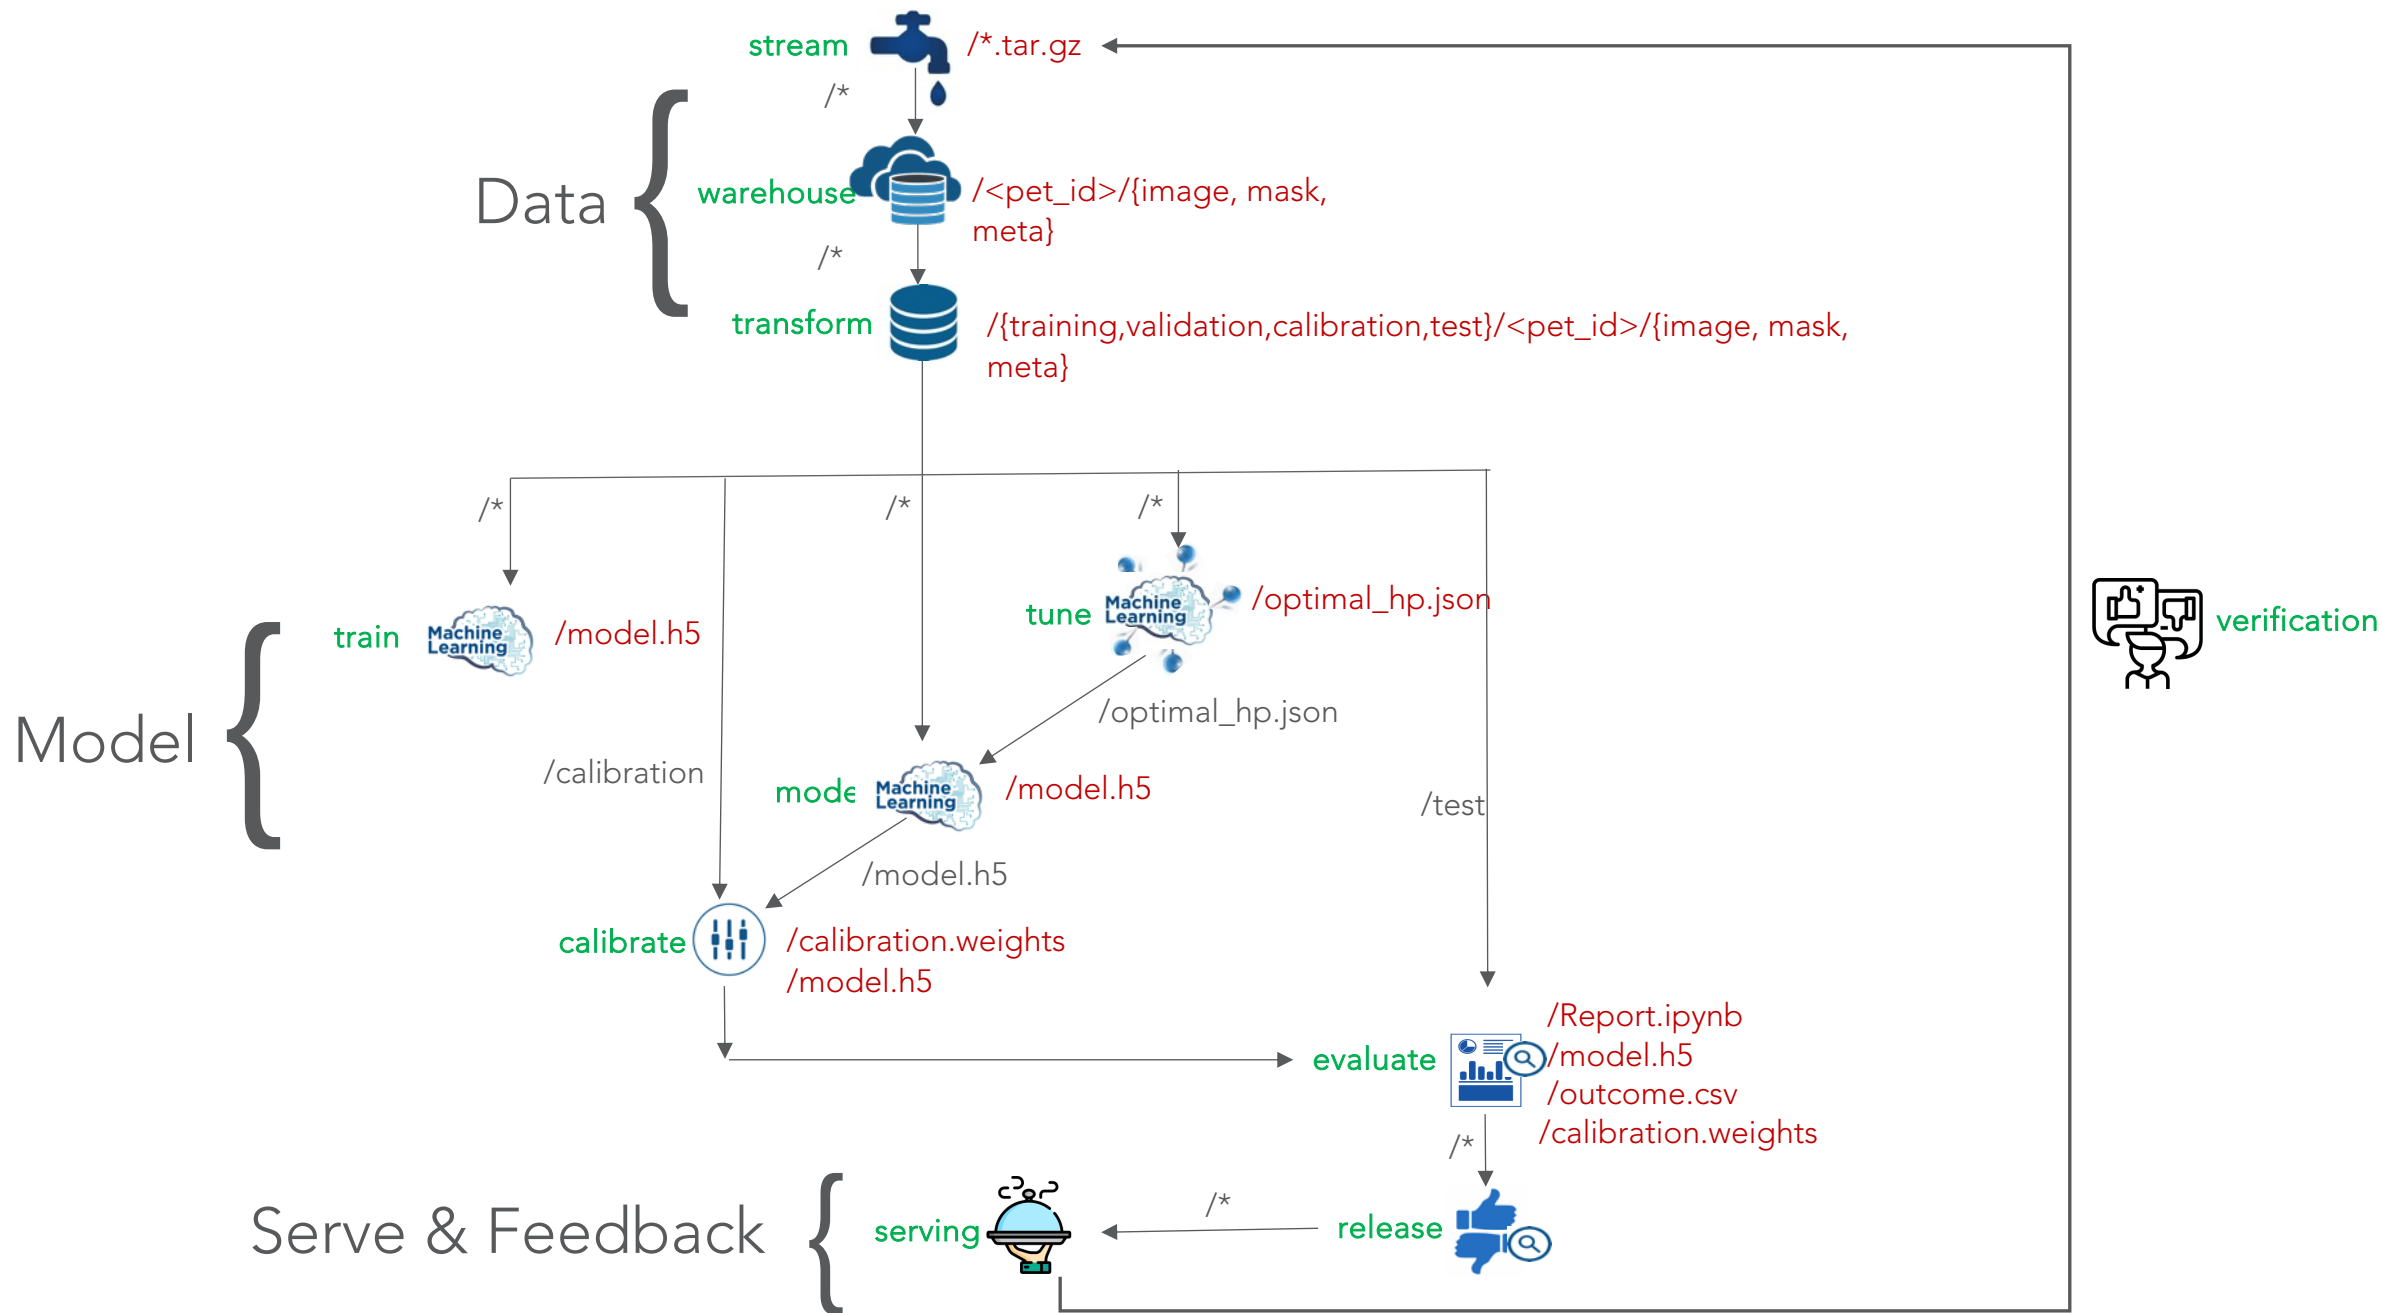 stream
/*.tar.gz
/*
Data
warehouse
/<pet_id>/{image, mask,
meta}
/*
transform
/{training,validation,calibration,test}/<pet_id>/{image, mask,
meta}
/*
/*
/*
Model
train
Machine
Learning
/model.h5
tune
Machine
Learning
/optimal_hp.json
verification
/optimal_hp.json
/calibration
mode
Machine
Learning
/model.h5
/test
/model.h5
calibrate
/calibration.weights
/model.h5
evaluate
/Report.ipynb
/model.h5
/outcome.csv
/calibration.weights
/*
Serve & Feedback
serving
/*
release